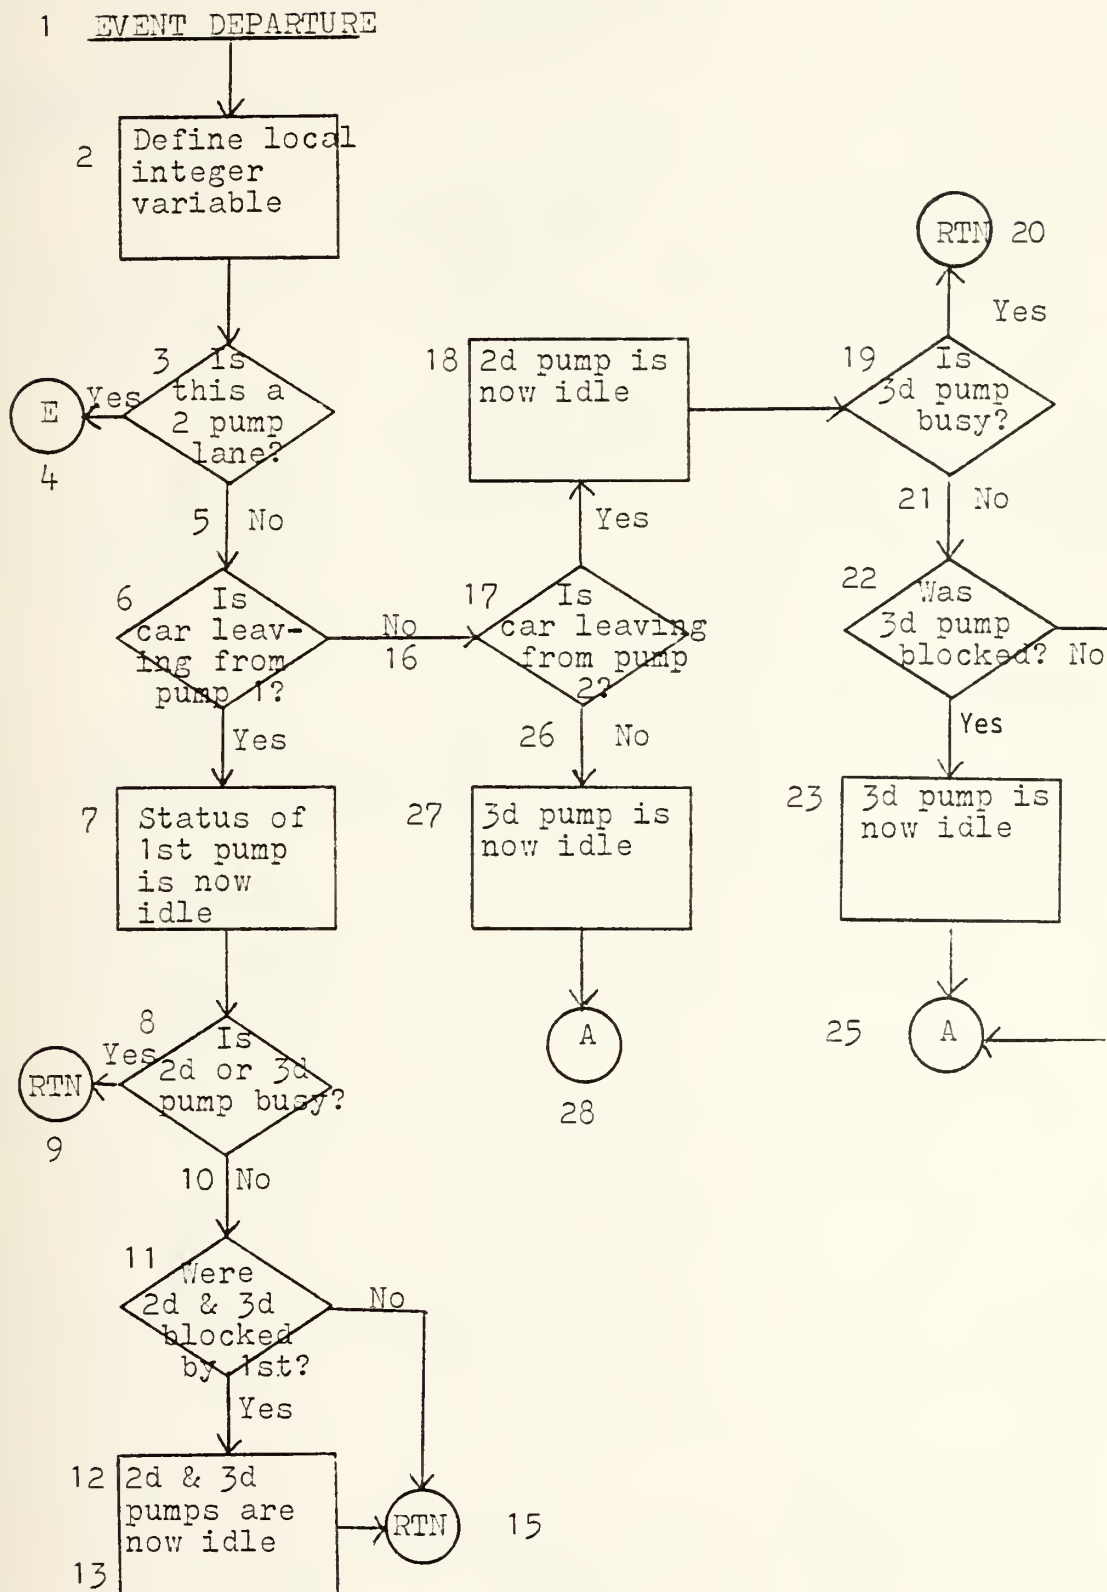 1 EVENT DEPARTURE
2
Define local
integer
variable
3
Is
this a
2 pump
lane?
Yes
E
4
5 No
6
Is
car leav-
ing from
pump 1?
No
16
Yes
7
Status of
1st pump
is now
idle
8
Is
2d or 3d
pump busy?
Yes
RTN
9
10 No
11
Were
2d & 3d
blocked
by 1st?
No
Yes
12
2d & 3d
pumps are
now idle
13
RTN 15
17
Is
car leaving
from pump
2?
Yes
18
2d pump is
now idle
26 No
27
3d pump is
now idle
A
28
19
Is
3d pump
busy?
Yes
RTN 20
21 No
22
Was
3d pump
blocked? No
Yes
23
3d pump is
now idle
25 A